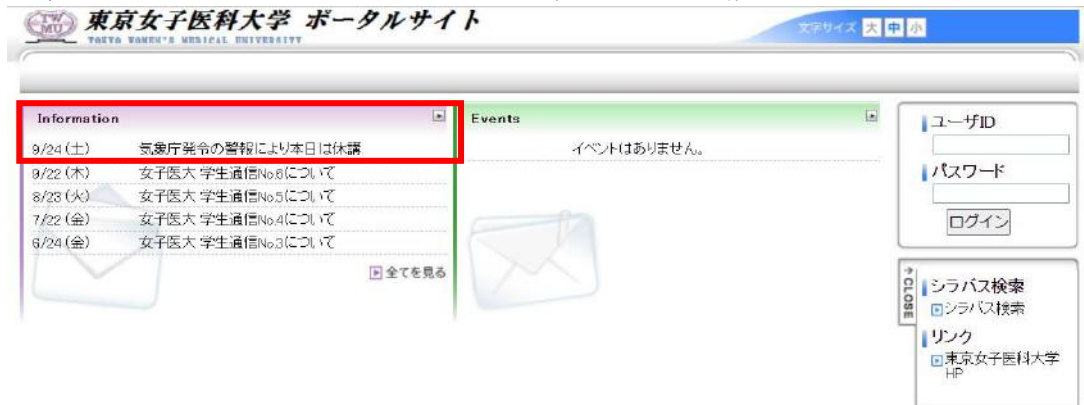 東京女子医科大学 ポータルサイト
TOKYO WOMEN'S MEDICAL UNIVERSITY
文字サイズ 大 中 小
Information
9/24(土) 気象庁発令の警報により本日は休講
9/22(木) 女子医大 学生通信No.6について
8/23(火) 女子医大 学生通信No.5について
7/22(金) 女子医大 学生通信No.4について
6/24(金) 女子医大 学生通信No.3について
全てを見る
Events
イベントはありません。
ユーザID
パスワード
ログイン
CLOSE
シラバス検索
シラバス検索
リンク
東京女子医科大学
HP